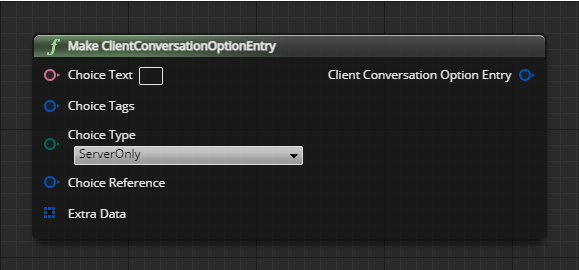 Make ClientConversationOptionEntry
Choice Text Client Conversation Option Entry
Choice Tags
Choice Type
ServerOnly
Choice Reference
Extra Data